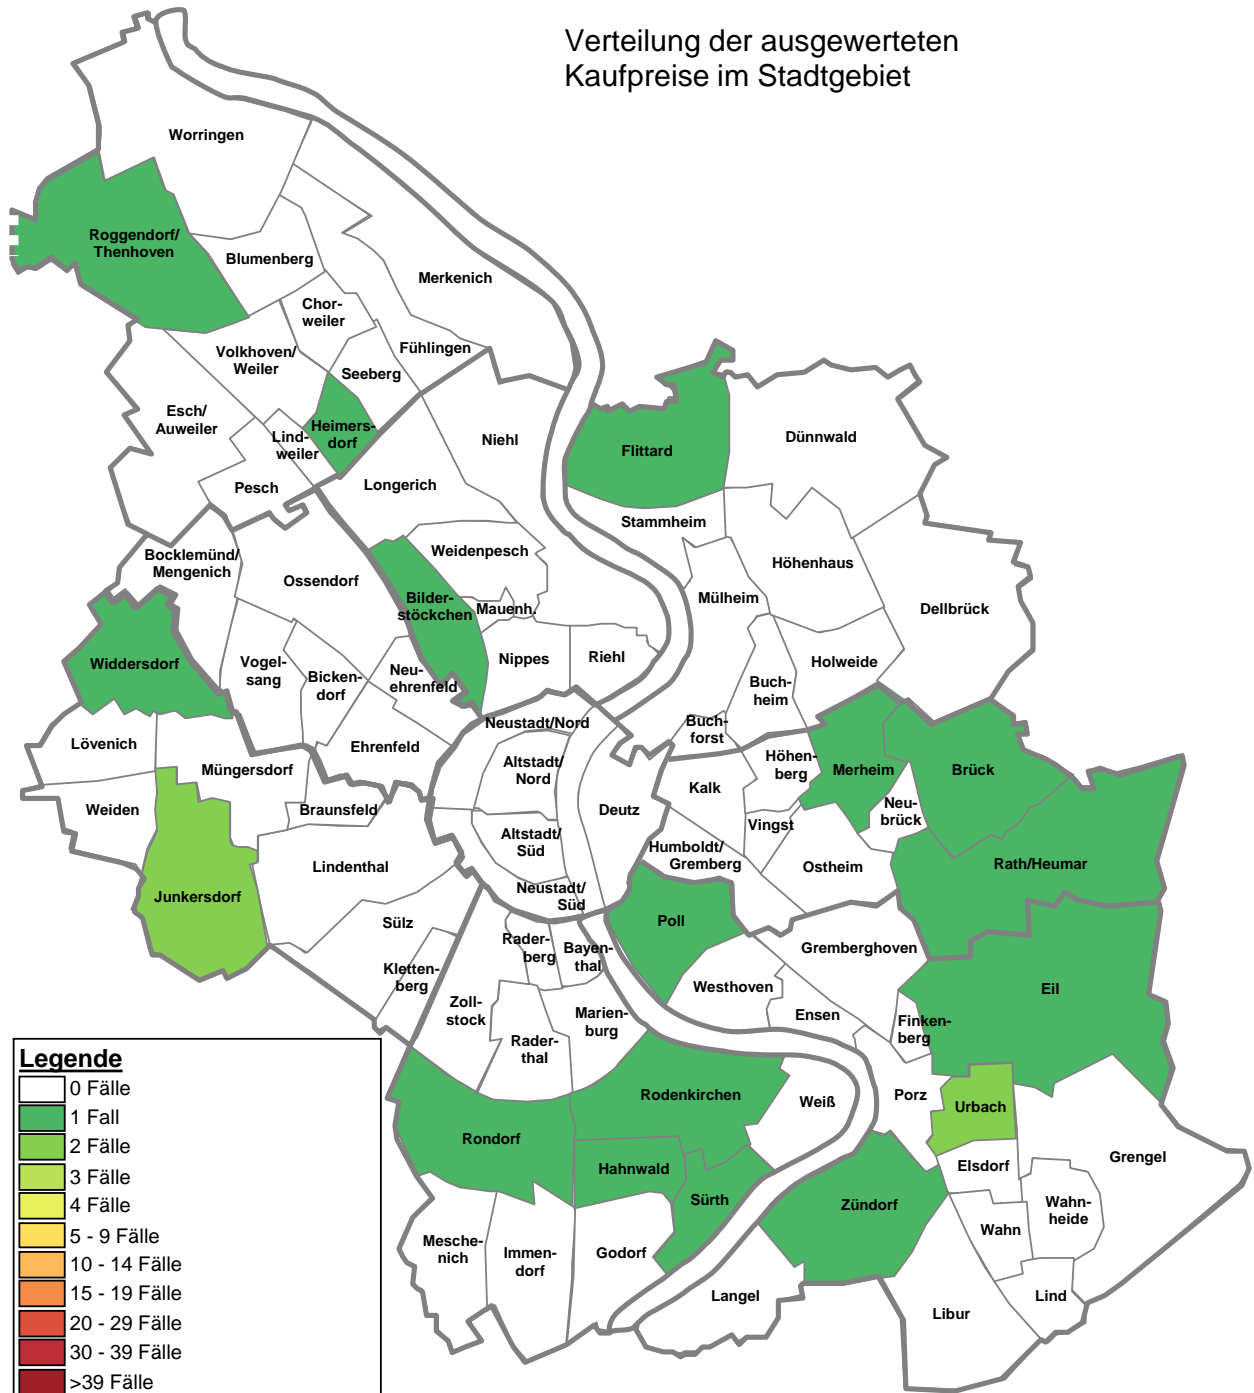 Verteilung der ausgewerteten
Kaufpreise im Stadtgebiet
Worringen
Roggendorf/
Thenhoven
Blumenberg
Merkenich
Chor-
weiler
Fühlingen
Volkhoven/
Weiler
Seeberg
Esch/
Auweiler
Heimers-
dorf
Lind-
weiler
Niehl
Pesch
Longerich
Flittard
Dünnwald
Stammheim
Bocklemünd/
Mengenich
Ossendorf
Weidenpesch
Höhenhaus
Bilder-
stöckchen
Mauenh.
Mülheim
Dellbrück
Widdersdorf
Vogel-
sang
Bicken-
dorf
Neu-
ehrenfeld
Nippes
Riehl
Holweide
Buch-
heim
Neustadt/Nord
Buch-
forst
Lövenich
Müngersdorf
Ehrenfeld
Altstadt/
Nord
Höhen-
berg
Merheim
Brück
Weiden
Braunsfeld
Deutz
Kalk
Neu-
brück
Vingst
Altstadt/
Süd
Humboldt/
Gremberg
Ostheim
Rath/Heumar
Lindenthal
Junkersdorf
Neustadt/
Süd
Sülz
Poll
Rader-
berg
Bayen-
thal
Gremberghoven
Kletten-
berg
Westhoven
Eil
Zoll-
stock
Marien-
burg
Ensen
Finken-
berg
Rader-
thal
Rodenkirchen
Weiß
Porz
Urbach
Rondorf
Hahnwald
Elsdorf
Grengel
Sürth
Zündorf
Wahn-
heide
Wahn
Mesche-
nich
Immen-
dorf
Godorf
Langel
Lind
Libur
Legende
0 Fälle
1 Fall
2 Fälle
3 Fälle
4 Fälle
5 - 9 Fälle
10 - 14 Fälle
15 - 19 Fälle
20 - 29 Fälle
30 - 39 Fälle
>39 Fälle